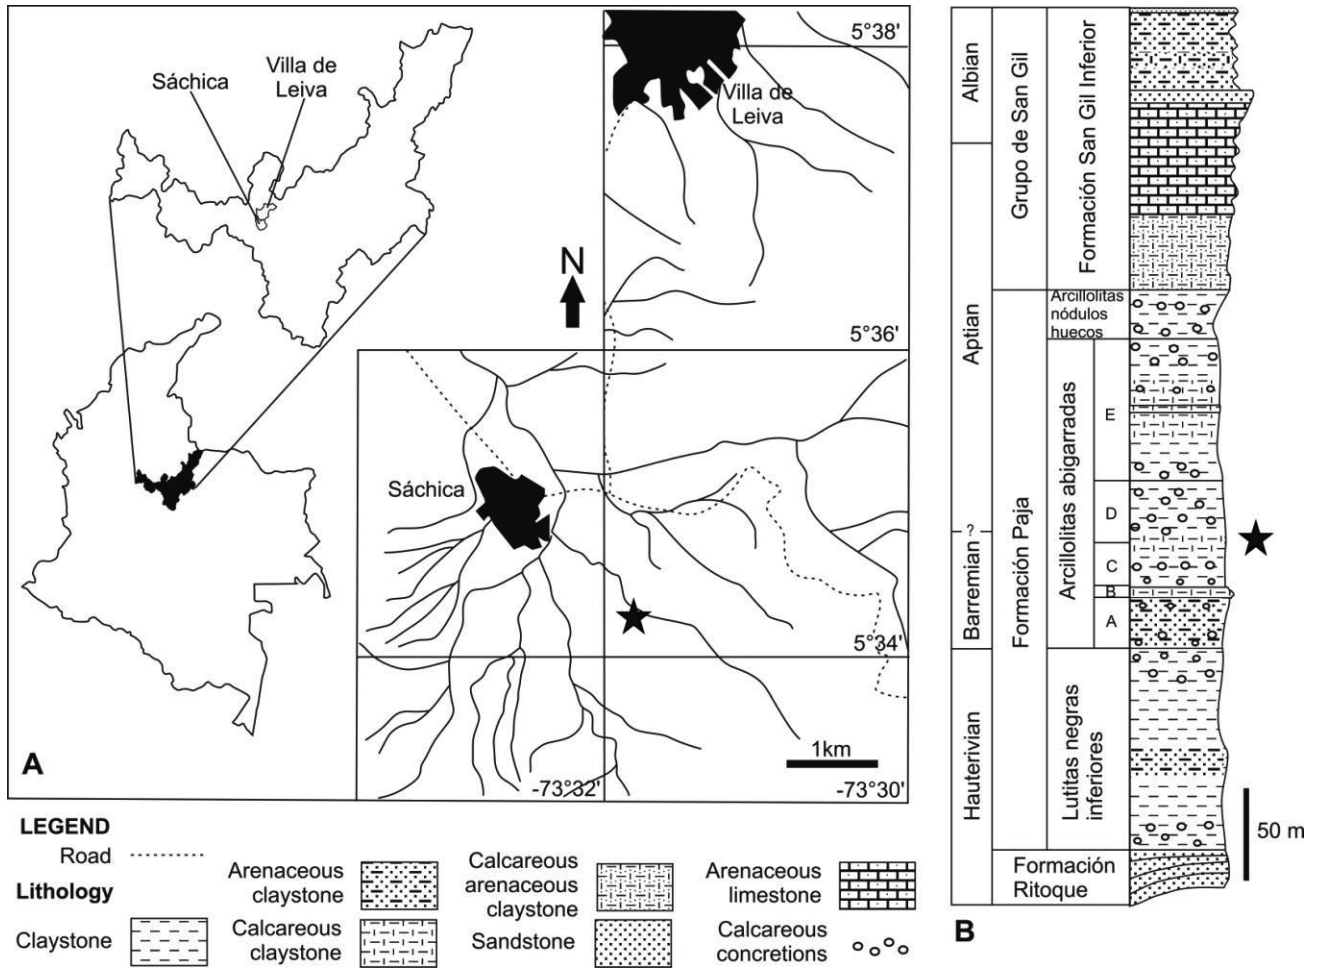 Sáchica
Villa de
Leiva
5°38'
Villa de
Leiva
N
5°36'
Sáchica
5°34'
1km
-73°32'
-73°30'
A
LEGEND
Road
Lithology
Claystone
Arenaceous
claystone
Calcareous
claystone
Calcareous
arenaceous
claystone
Sandstone
Arenaceous
limestone
Calcareous
concretions
Albian
Aptian
?
Barremian
Hauterivian
Grupo de San Gil
Formación Paja
Formación San Gil Inferior
Arcillolitas
nódulos
huecos
Arcillolitas abigarradas
E
D
C
B
A
Lutitas negras
inferiores
Formación
Ritoque
50 m
B